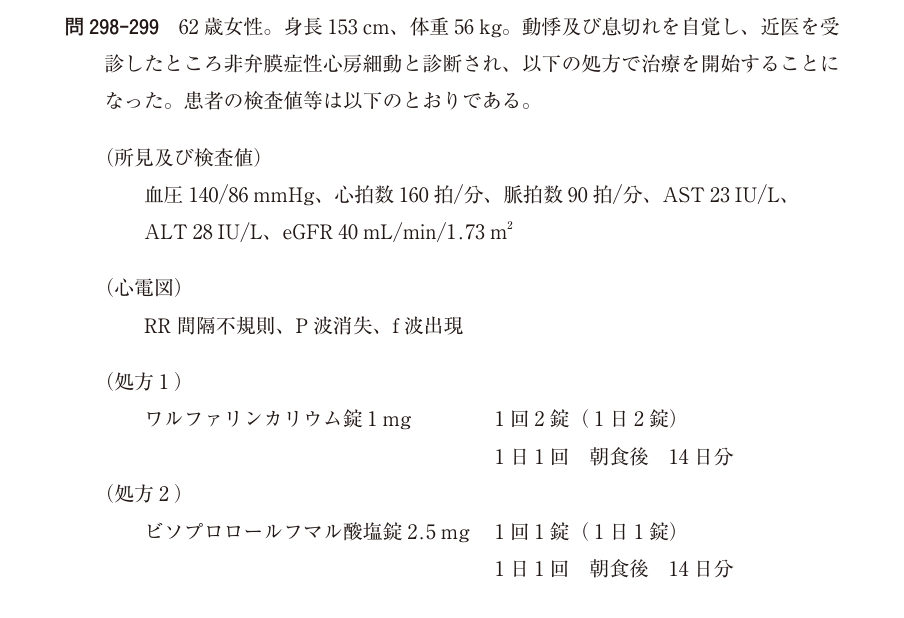 問 298-299 62 歳女性。身長 153 cm、体重 56 kg。動悸及び息切れを自覚し、近医を受
診したところ非弁膜症性心房細動と診断され、以下の処方で治療を開始することに
なった。患者の検査値等は以下のとおりである。
（所見及び検査値）
血圧 140/86 mmHg、心拍数 160 拍/分、脈拍数 90 拍/分、AST 23 IU/L、
ALT 28 IU/L、eGFR 40 mL/min/1.73 m²
（心電図）
RR 間隔不規則、P 波消失、f 波出現
（処方 1 ）
ワルファリンカリウム錠 1 mg 1 回 2 錠（ 1 日 2 錠）
1 日 1 回 朝食後 14 日分
（処方 2 ）
ビソプロロールフマル酸塩錠 2.5 mg 1 回 1 錠（ 1 日 1 錠）
1 日 1 回 朝食後 14 日分